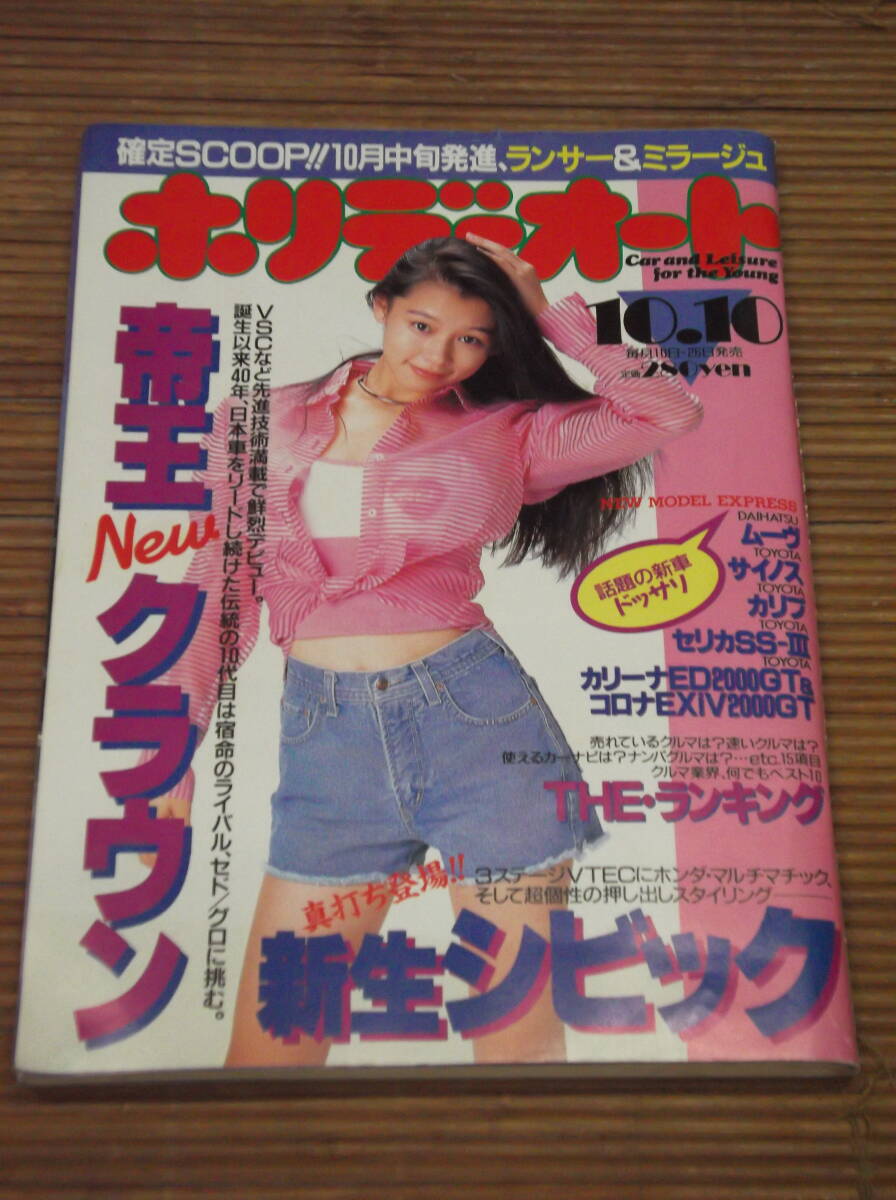 確定SCOOP!!10月中旬発進、ランサー&ミラージュ
ホリデーオート
Car and Leisure
for the Young
10.10
毎月10日・26日発売
定価280yen
帝王
New
クラウン
VSCなど先進技術満載で鮮烈デビュー。
誕生以来40年、日本車をリードし続けた伝統の10代目は宿命のライバル、セド/グロに挑む。
NEW MODEL EXPRESS
話題の新車
ドッサリ
DAIHATSU
ムーヴ
TOYOTA
サイノス
TOYOTA
カリブ
TOYOTA
セリカSS-III
TOYOTA
カリーナED2000GT&
コロナEXIV2000GT
売れているクルマは?速いクルマは?
使えるカーナビは?ナンパグルマは?…etc.15項目
クルマ業界、何でもベスト10
THE・ランキング
真打ち登場!!
3ステージVTECにホンダ・マルチマチック、
そして超個性の押し出しスタイリング――
新生シビック